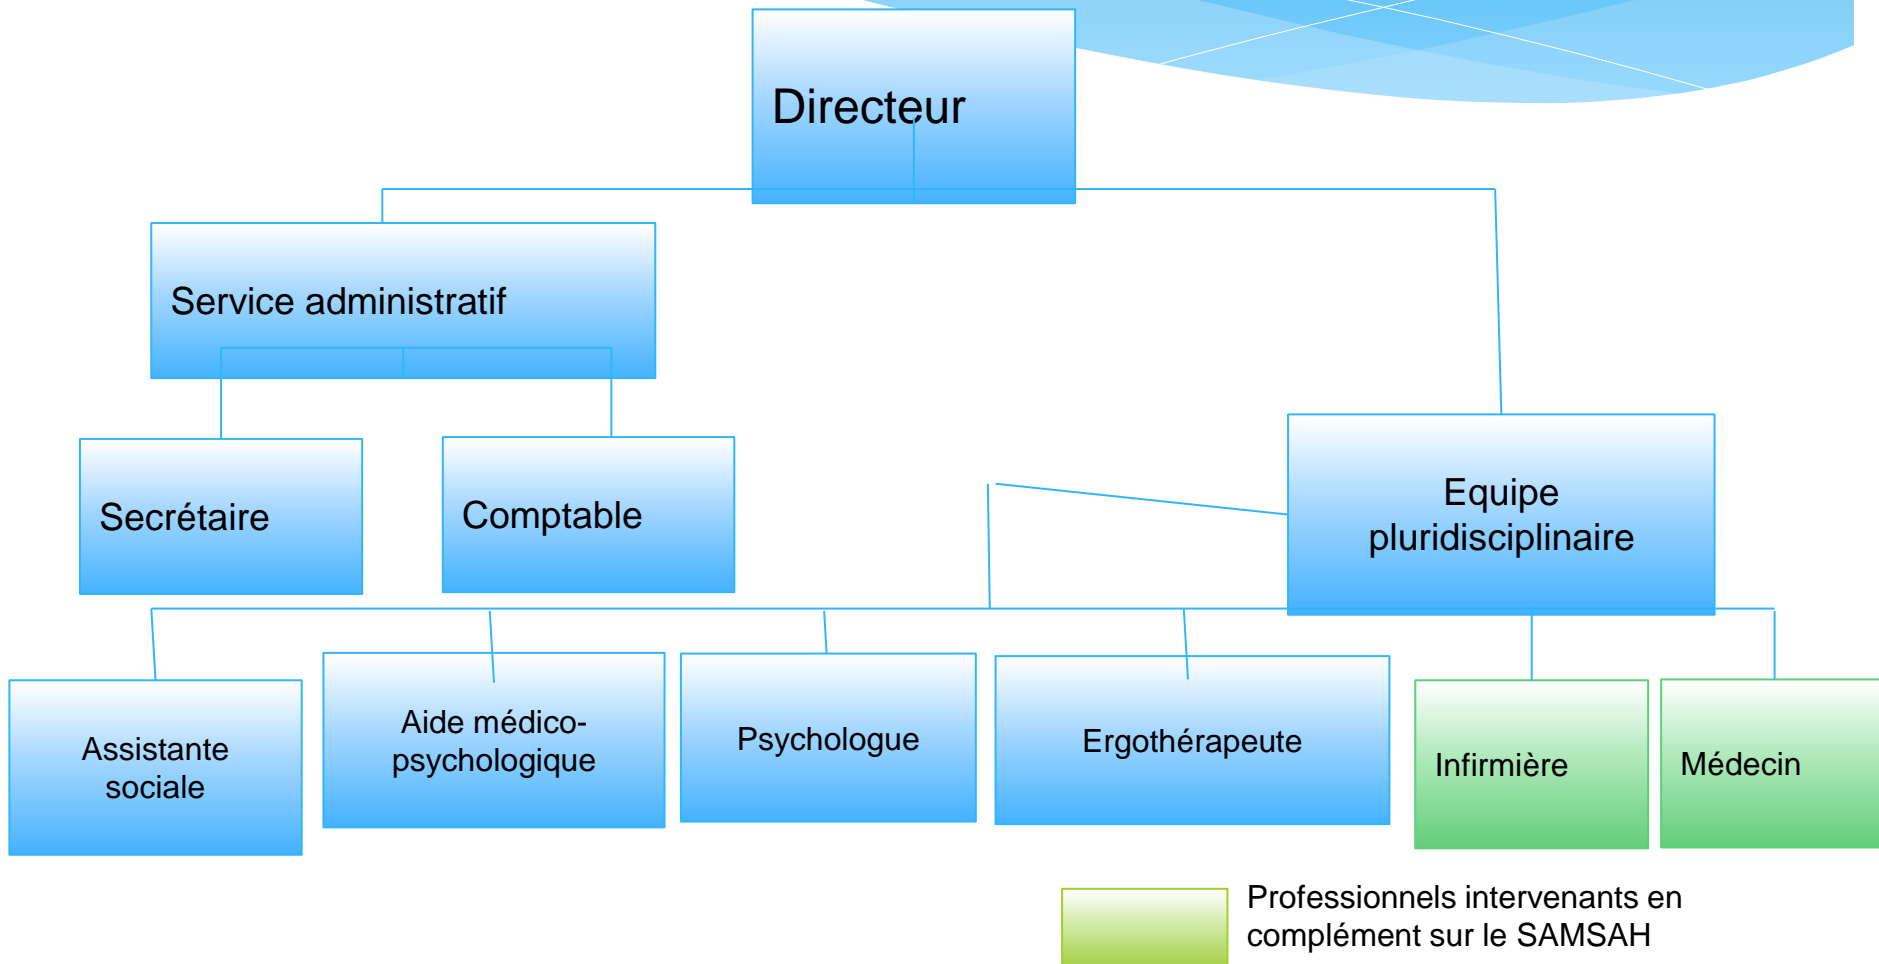 Directeur
Service administratif
Secrétaire
Comptable
Equipe
pluridisciplinaire
Assistante
sociale
Aide médico-
psychologique
Psychologue
Ergothérapeute
Infirmière
Médecin
Professionnels intervenants en
complément sur le SAMSAH